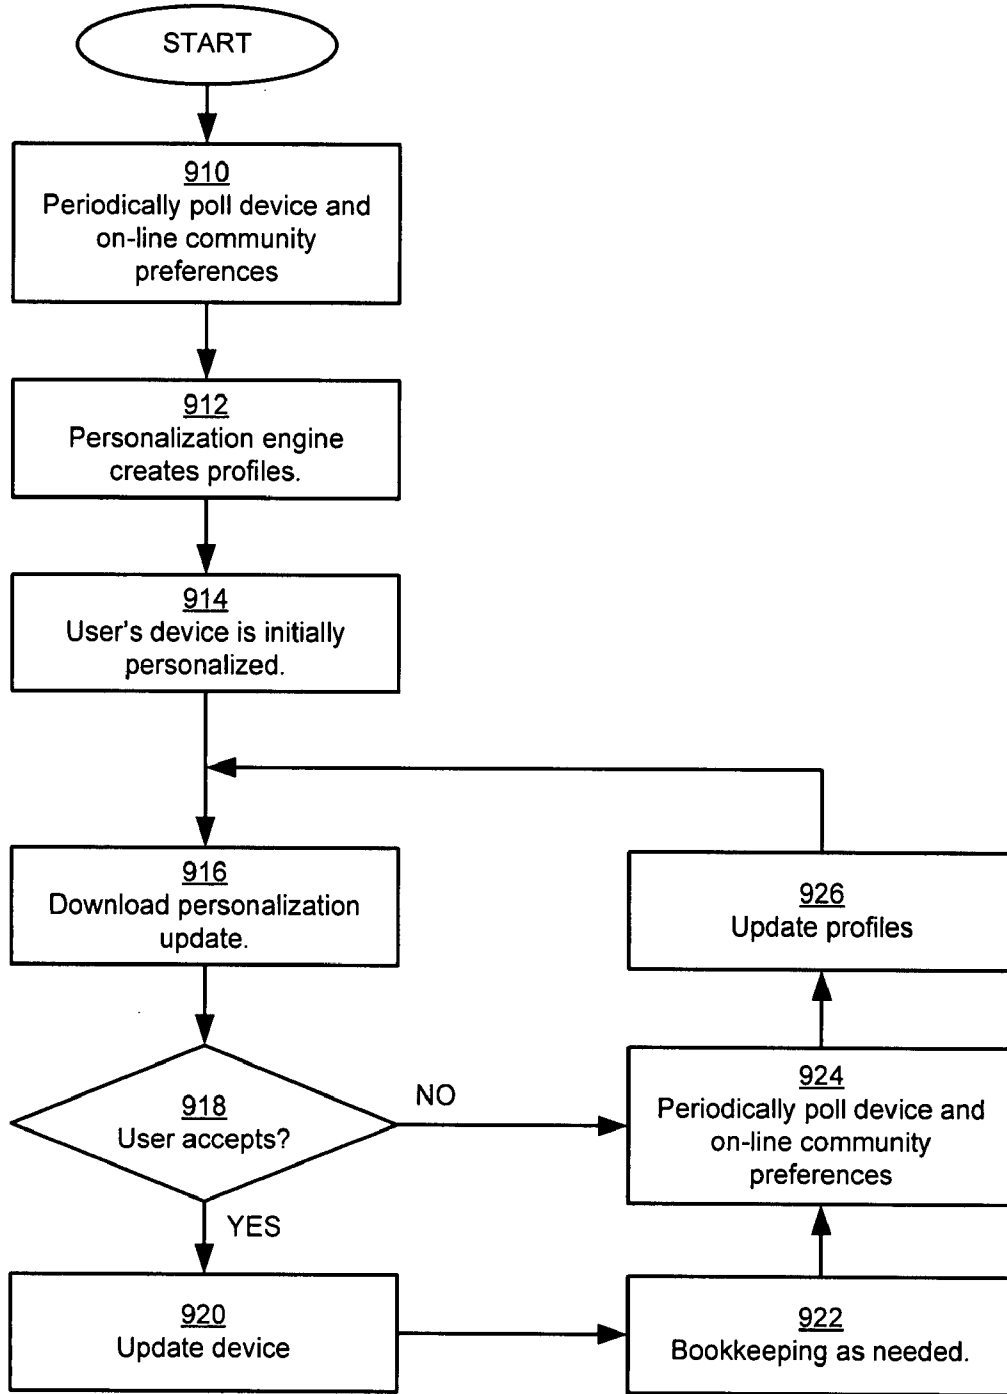 START
910
Periodically poll device and
on-line community
preferences
912
Personalization engine
creates profiles.
914
User's device is initially
personalized.
916
Download personalization
update.
918
User accepts?
NO
YES
920
Update device
922
Bookkeeping as needed.
924
Periodically poll device and
on-line community
preferences
926
Update profiles